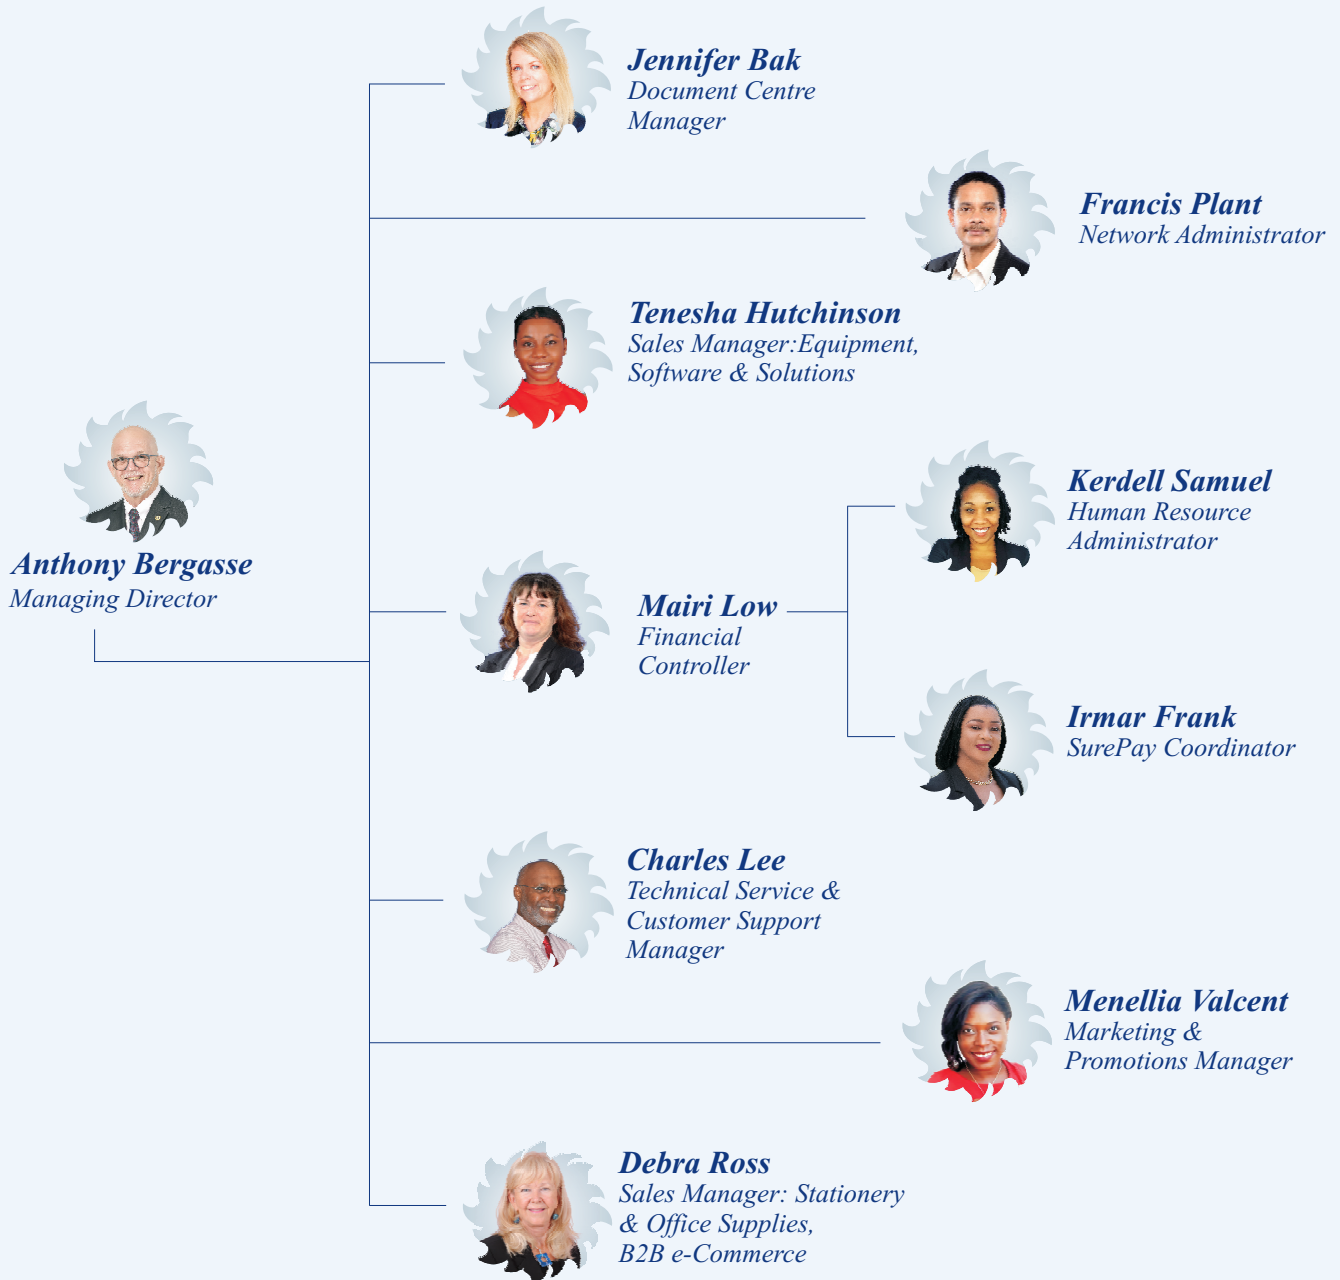 Jennifer Bak
Document Centre
Manager
Francis Plant
Network Administrator
Tenesha Hutchinson
Sales Manager:Equipment,
Software & Solutions
Anthony Bergasse
Managing Director
Mairi Low
Financial
Controller
Kerdell Samuel
Human Resource
Administrator
Irmar Frank
SurePay Coordinator
Charles Lee
Technical Service &
Customer Support
Manager
Menellia Valcent
Marketing &
Promotions Manager
Debra Ross
Sales Manager: Stationery
& Office Supplies,
B2B e-Commerce